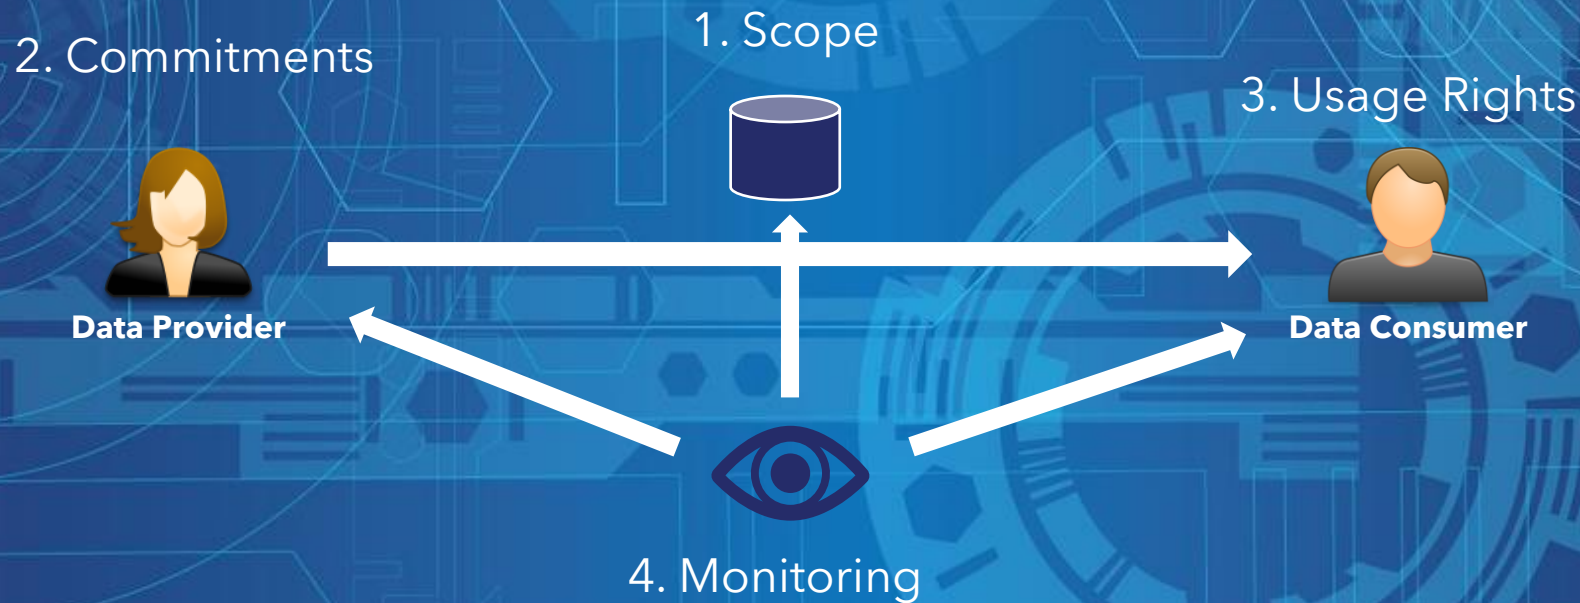 1. Scope
2. Commitments
3. Usage Rights
Data Provider
Data Consumer
4. Monitoring